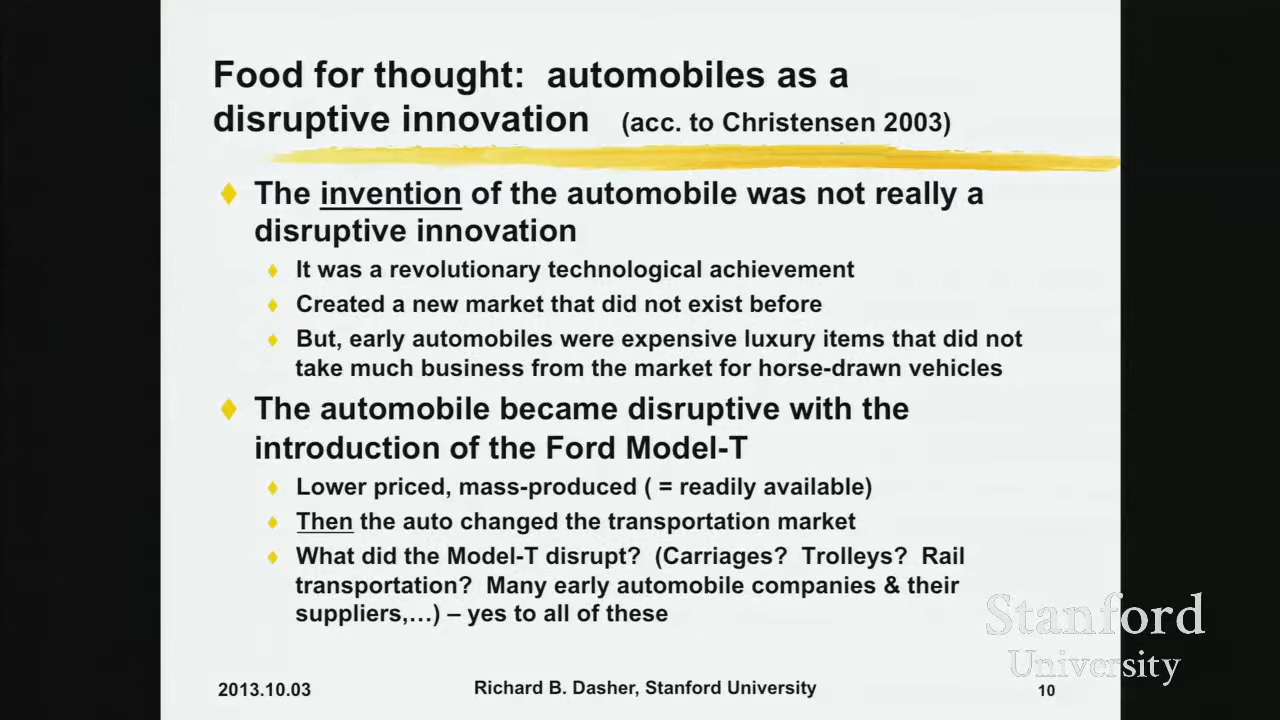 Food for thought:  automobiles as a
disruptive innovation   (acc. to Christensen 2003)
The invention of the automobile was not really a
disruptive innovation
It was a revolutionary technological achievement
Created a new market that did not exist before
But, early automobiles were expensive luxury items that did not
take much business from the market for horse-drawn vehicles
The automobile became disruptive with the
introduction of the Ford Model-T
Lower priced, mass-produced ( = readily available)
Then the auto changed the transportation market
What did the Model-T disrupt?  (Carriages?  Trolleys?  Rail
transportation?  Many early automobile companies & their
suppliers,…) – yes to all of these
Stanford
University
2013.10.03
Richard B. Dasher, Stanford University
10